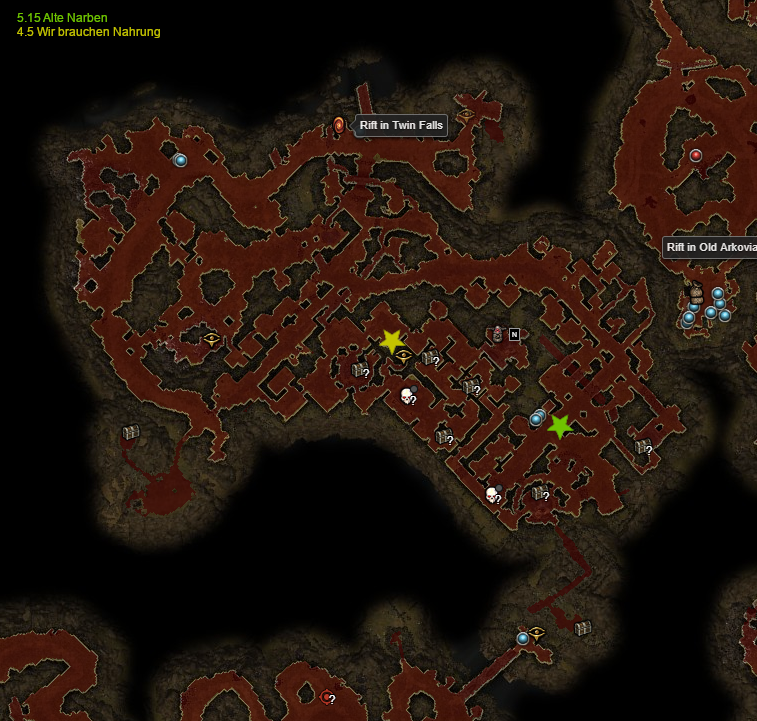 5.15 Alte Narben
4.5 Wir brauchen Nahrung
Rift in Twin Falls
Rift in Old Arkovia
N
?
?
?
?
?
?
?
?
?